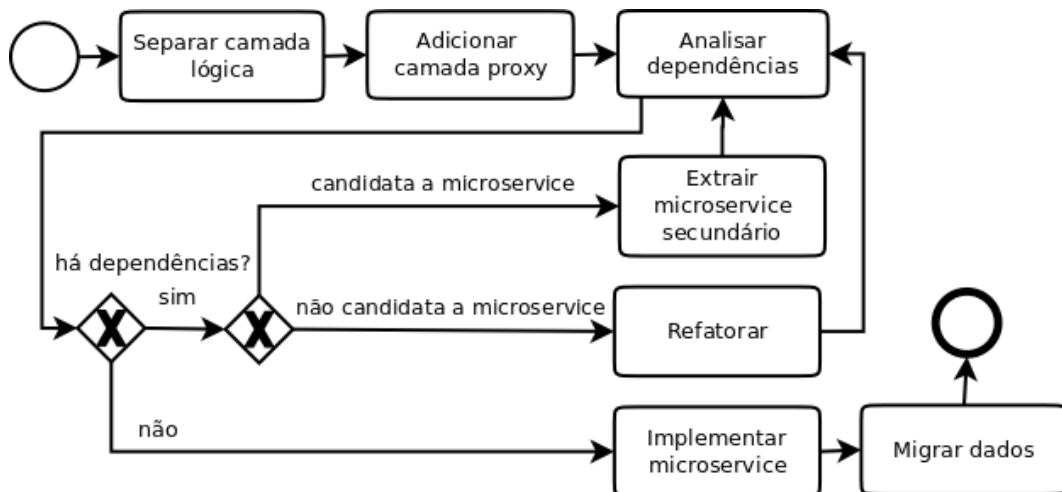 Separar camada
lógica
Adicionar
camada proxy
Analisar
dependências
candidata a microservice
Extrair
microservice
secundário
há dependências?
sim
não candidata a microservice
Refatorar
não
Implementar
microservice
Migrar dados